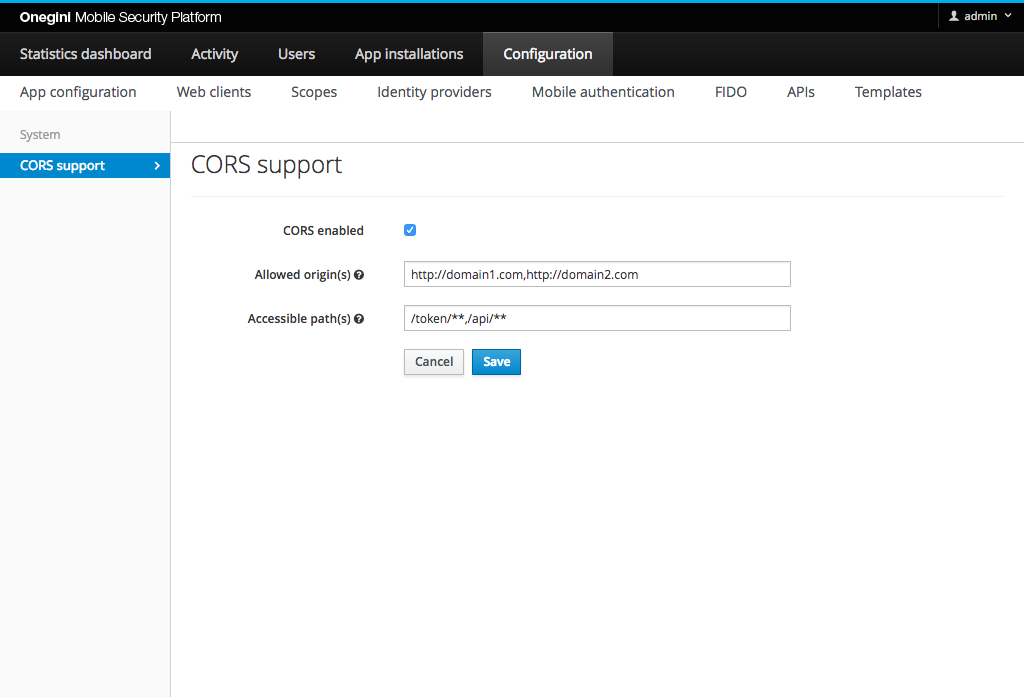 Onegini Mobile Security Platform
admin
Statistics dashboard Activity Users App installations Configuration
App configuration Web clients Scopes Identity providers Mobile authentication FIDO APIs Templates
System
CORS support
CORS support
CORS enabled
Allowed origin(s) http://domain1.com,http://domain2.com
Accessible path(s) /token/**,/api/**
Cancel Save